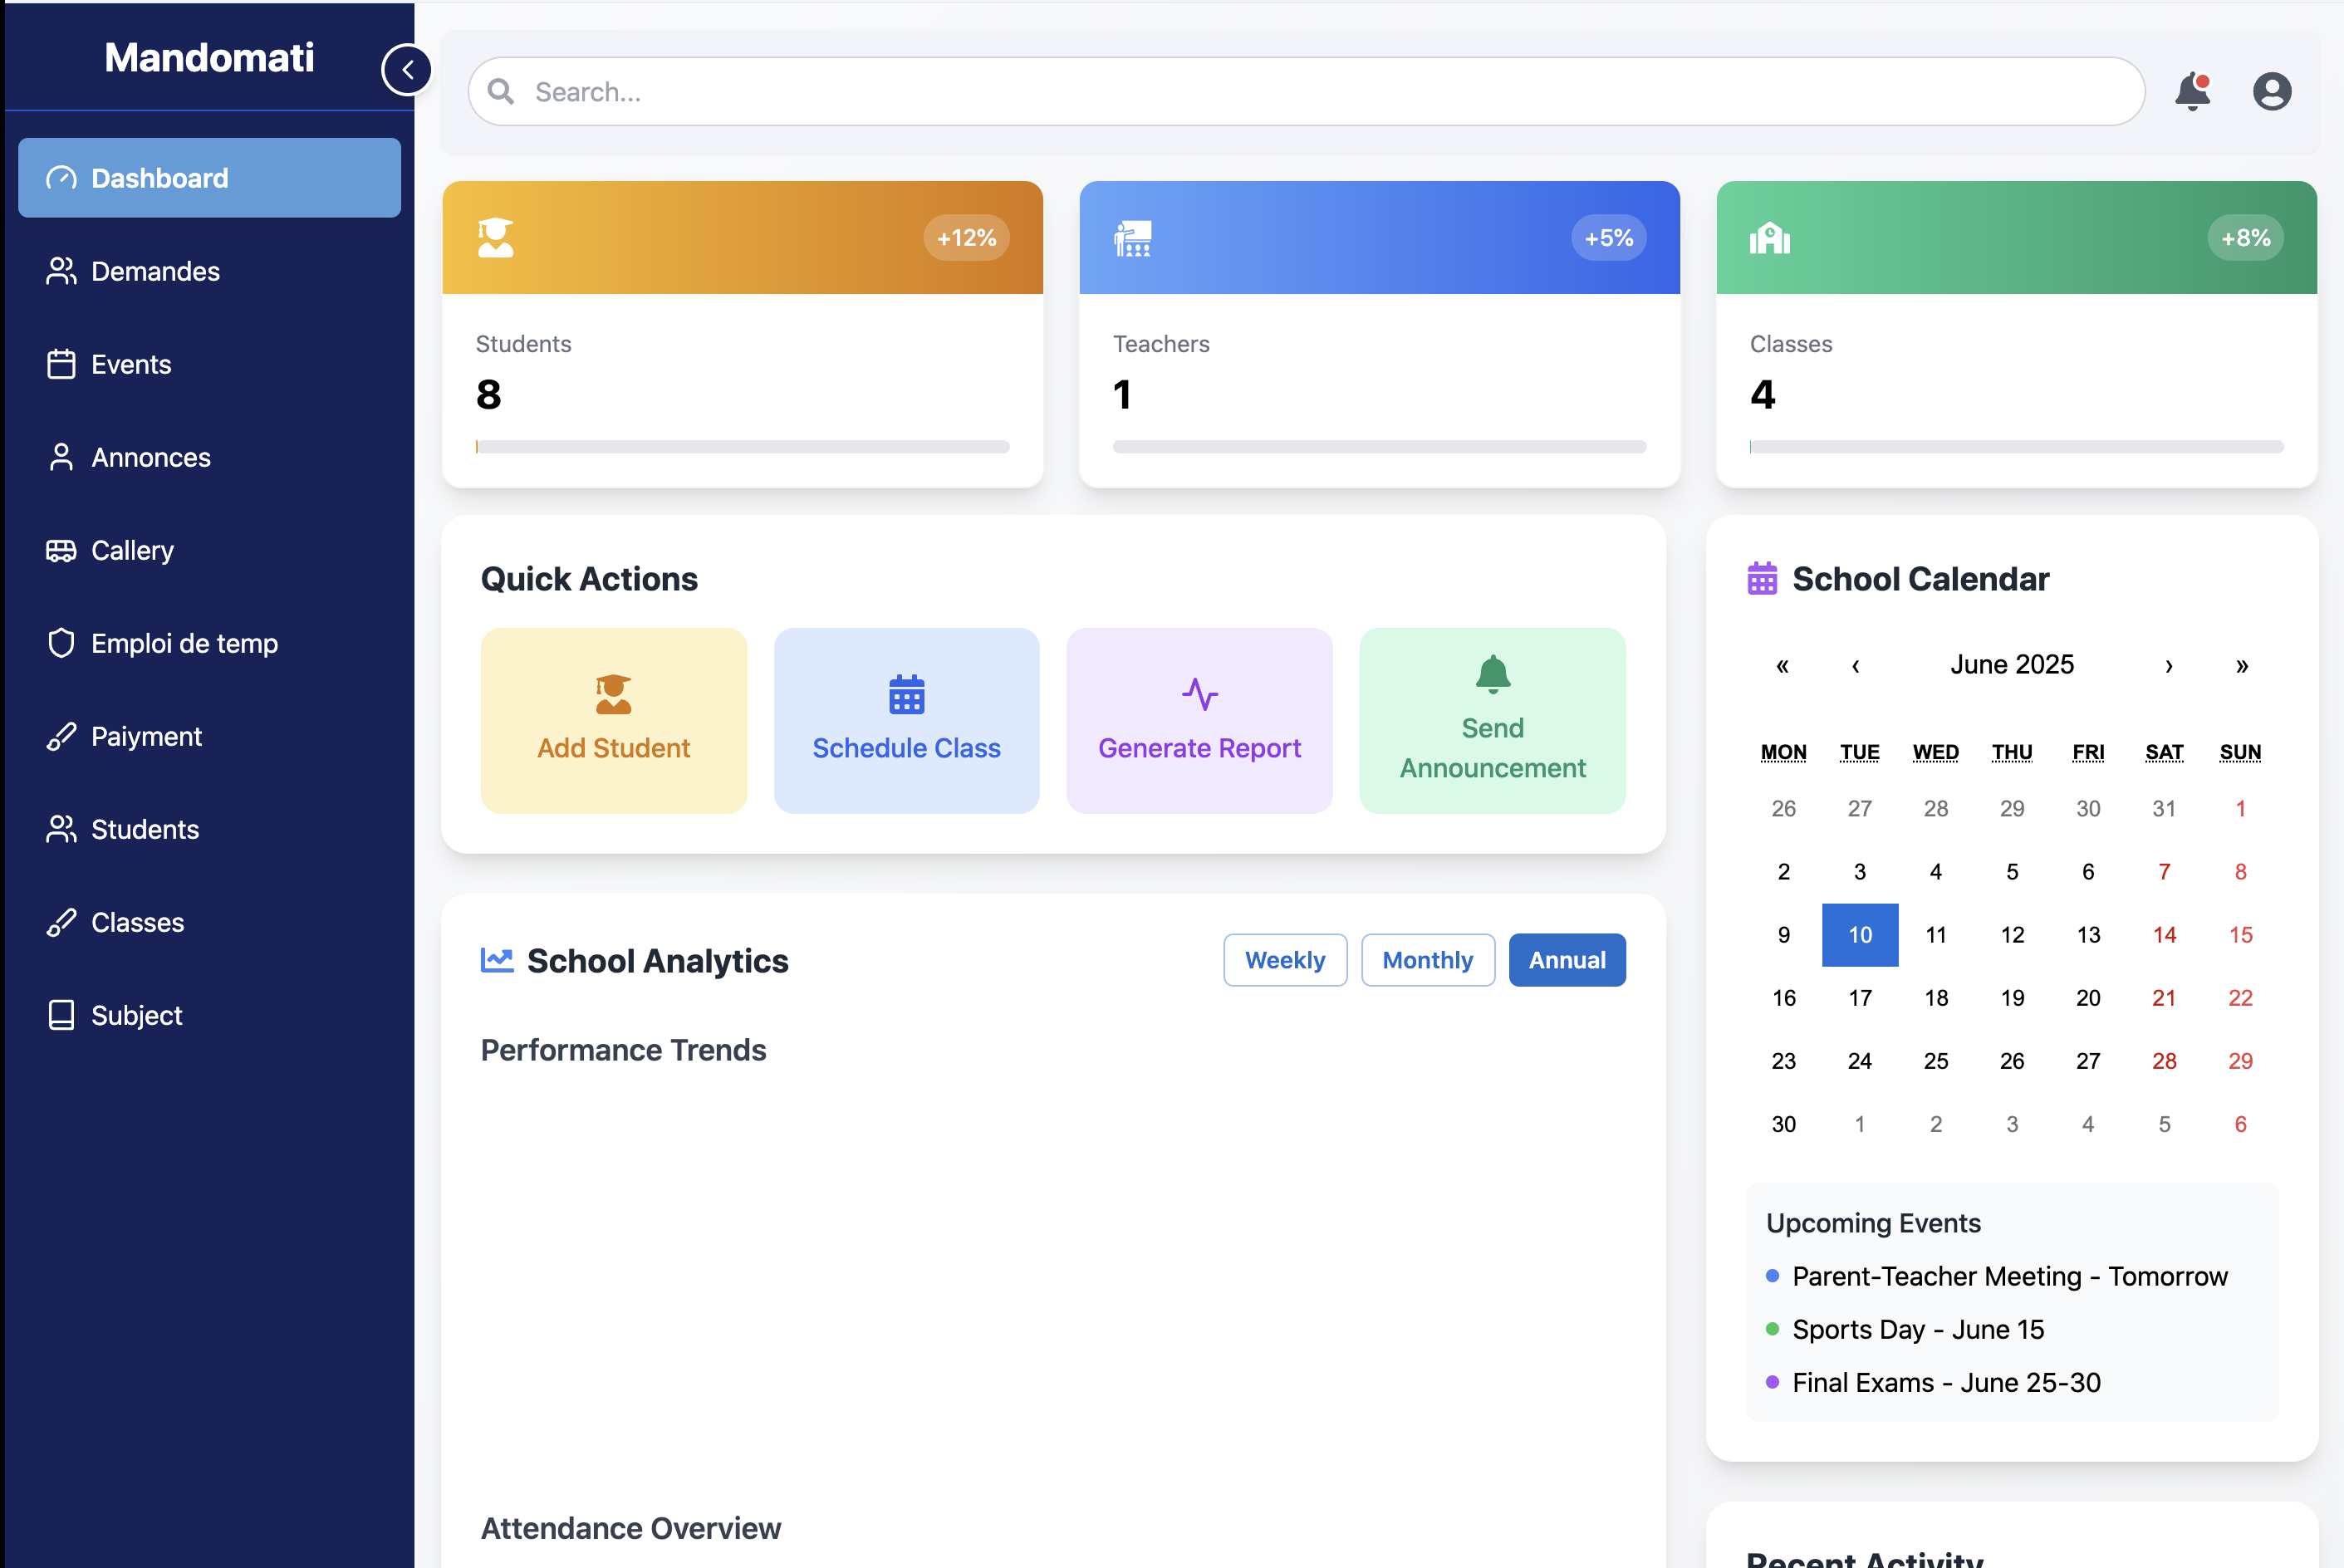 Mandomati
Dashboard
Demandes
Events
Annonces
Callery
Emploi de temp
Paiyment
Students
Classes
Subject
Search...
+12%
Students
8
+5%
Teachers
1
+8%
Classes
4
Quick Actions
Add Student
Schedule Class
Generate Report
Send
Announcement
School Analytics
Weekly Monthly Annual
Performance Trends
Attendance Overview
School Calendar
« ‹ June 2025 › »
MON TUE WED THU FRI SAT SUN
26 27 28 29 30 31 1
2 3 4 5 6 7 8
9 10 11 12 13 14 15
16 17 18 19 20 21 22
23 24 25 26 27 28 29
30 1 2 3 4 5 6
Upcoming Events
Parent-Teacher Meeting - Tomorrow
Sports Day - June 15
Final Exams - June 25-30
Recent Activity